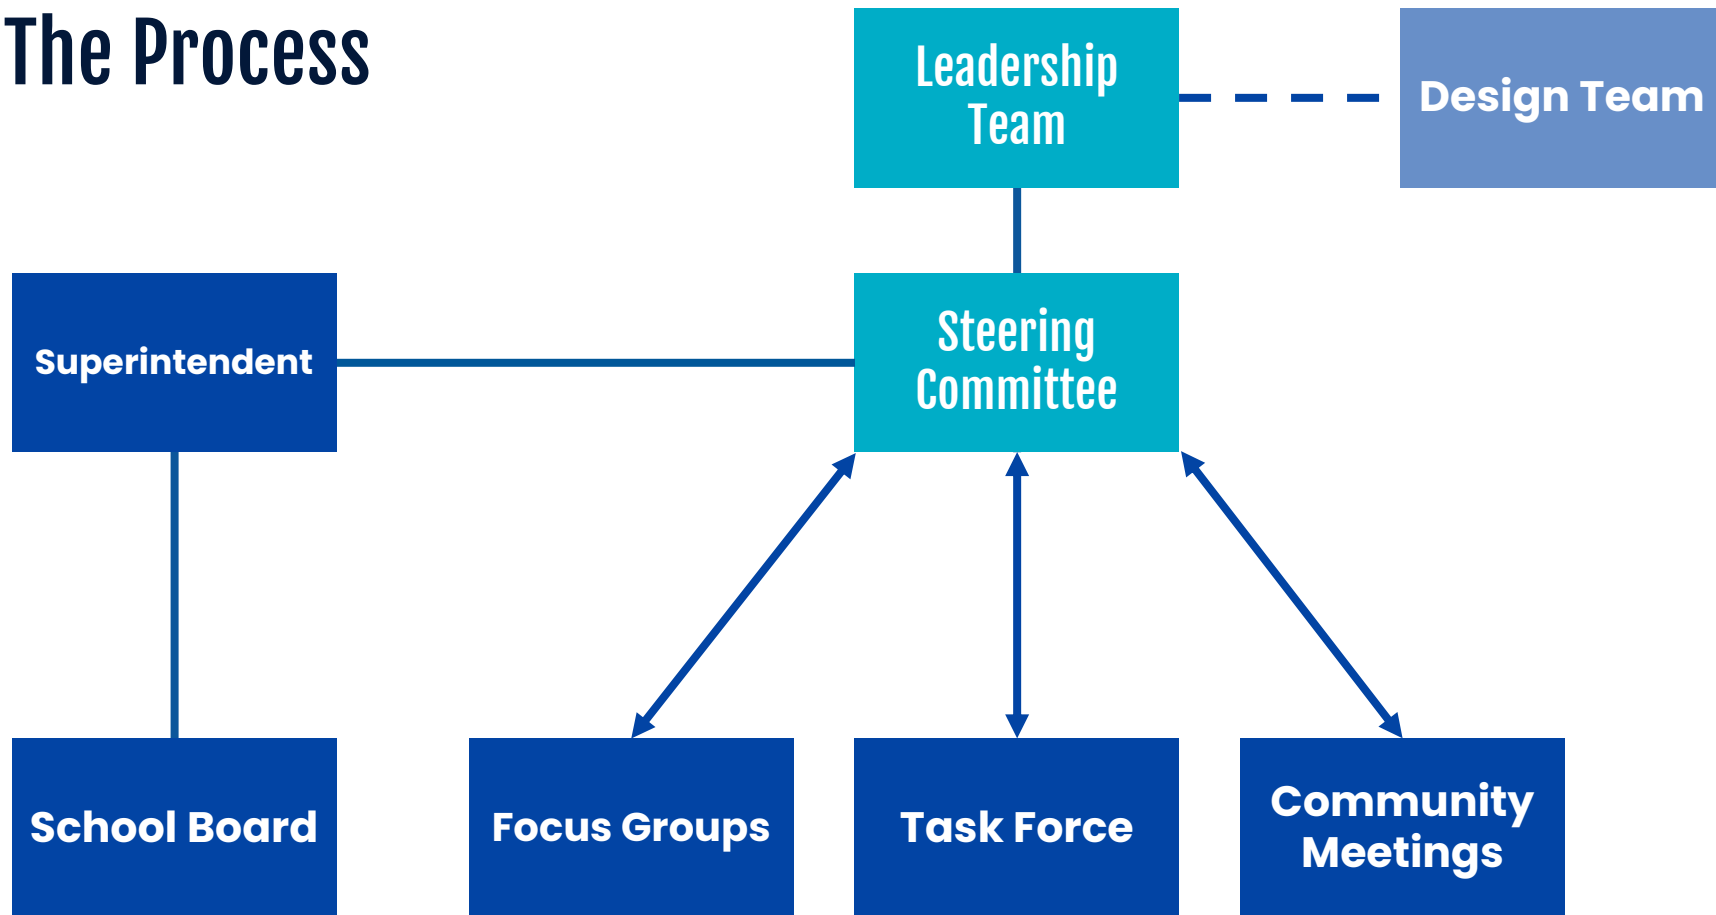 The Process
Leadership
Team
Design Team
Superintendent
Steering
Committee
School Board
Focus Groups
Task Force
Community
Meetings